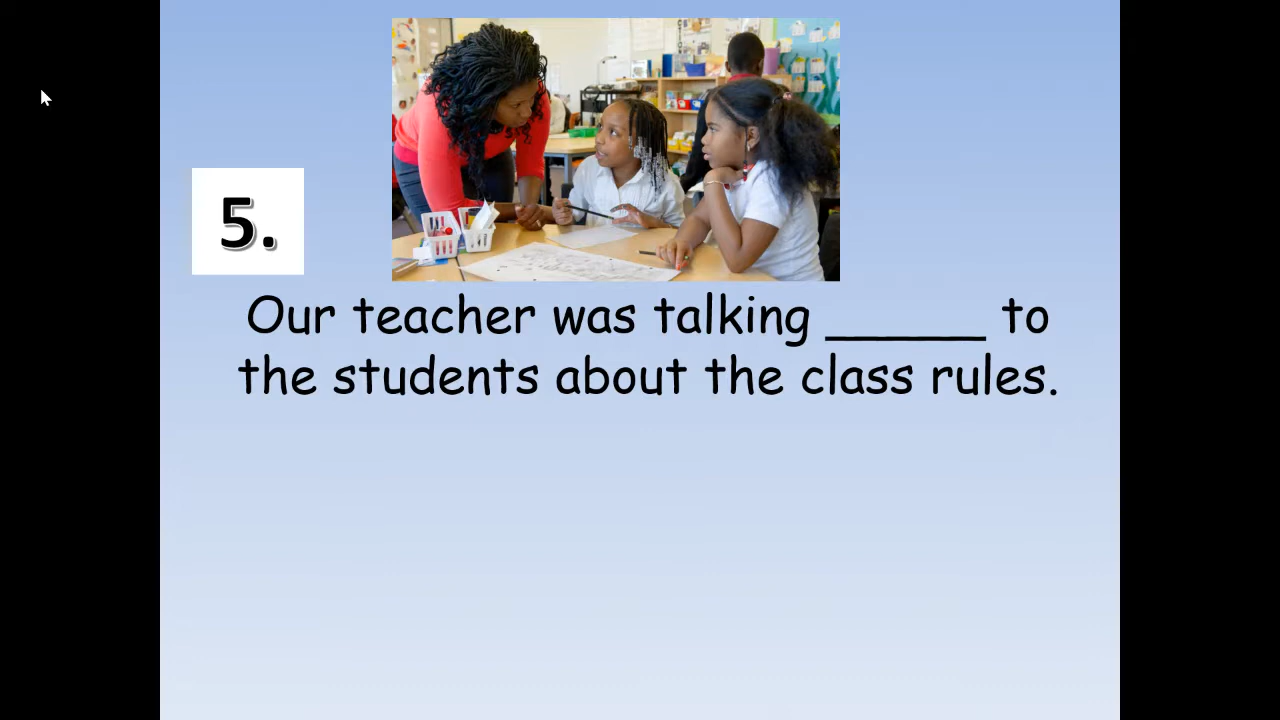 5.
Our teacher was talking ______ to
the students about the class rules.